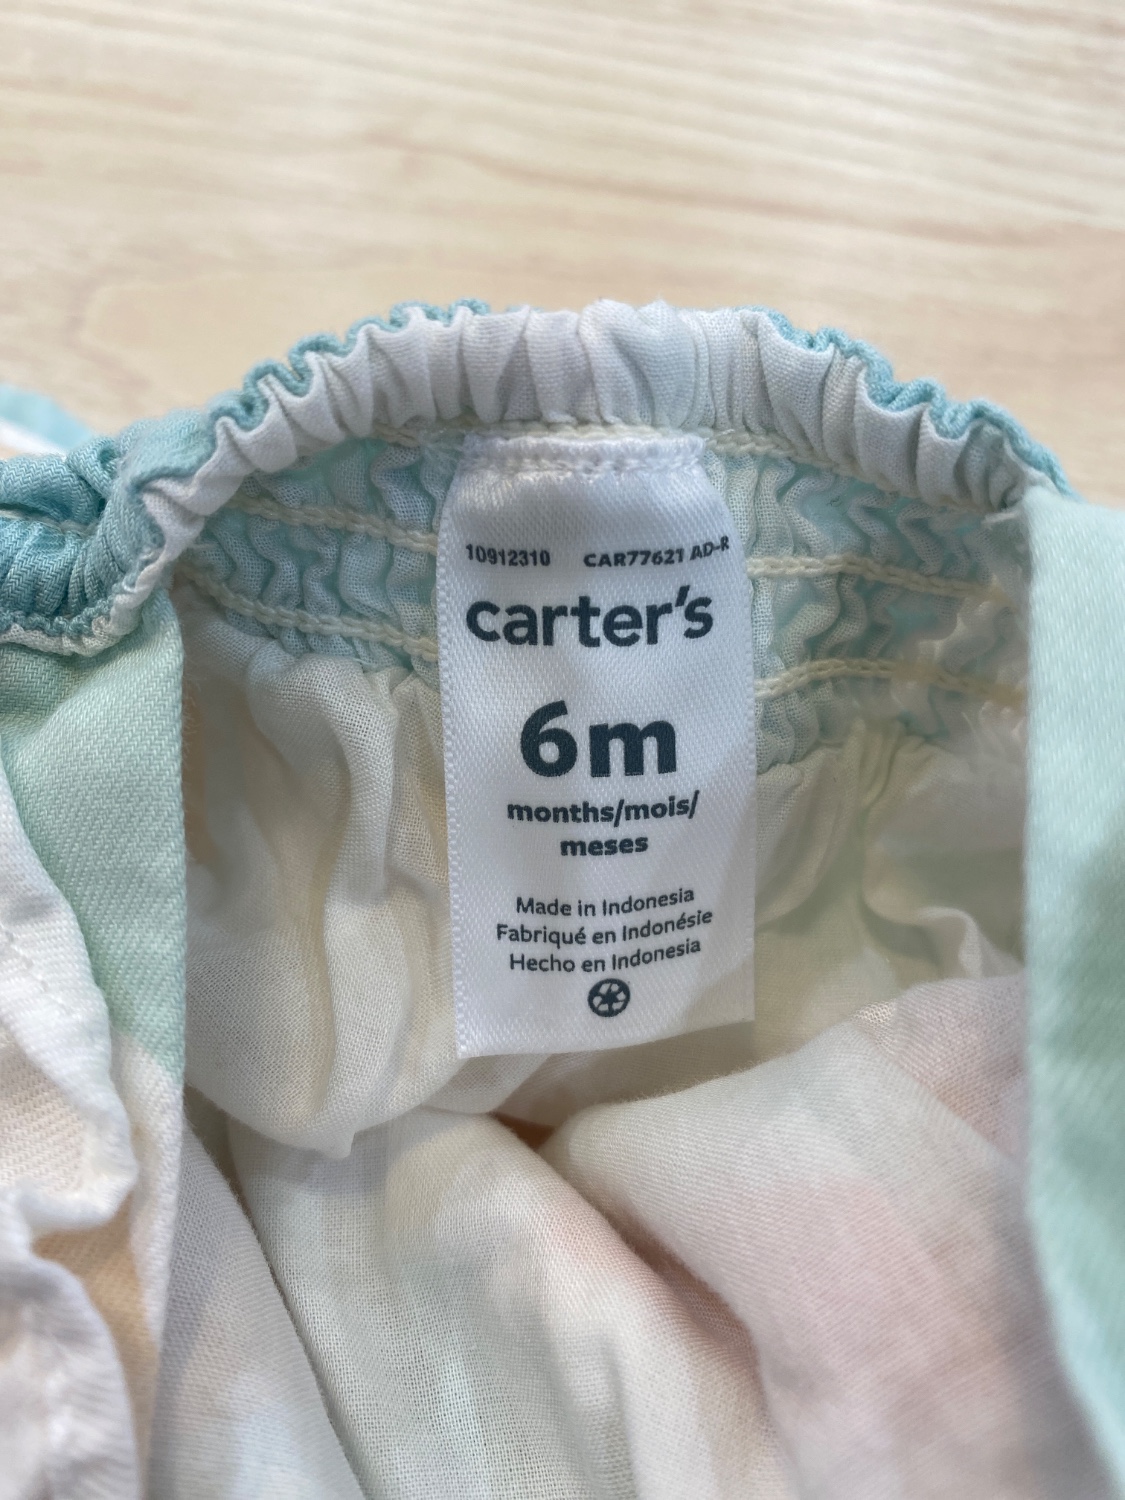 10912310 CAR77621 AD-R
carter's
6m
months/mois/
meses
Made in Indonesia
Fabriqué en Indonésie
Hecho en Indonesia